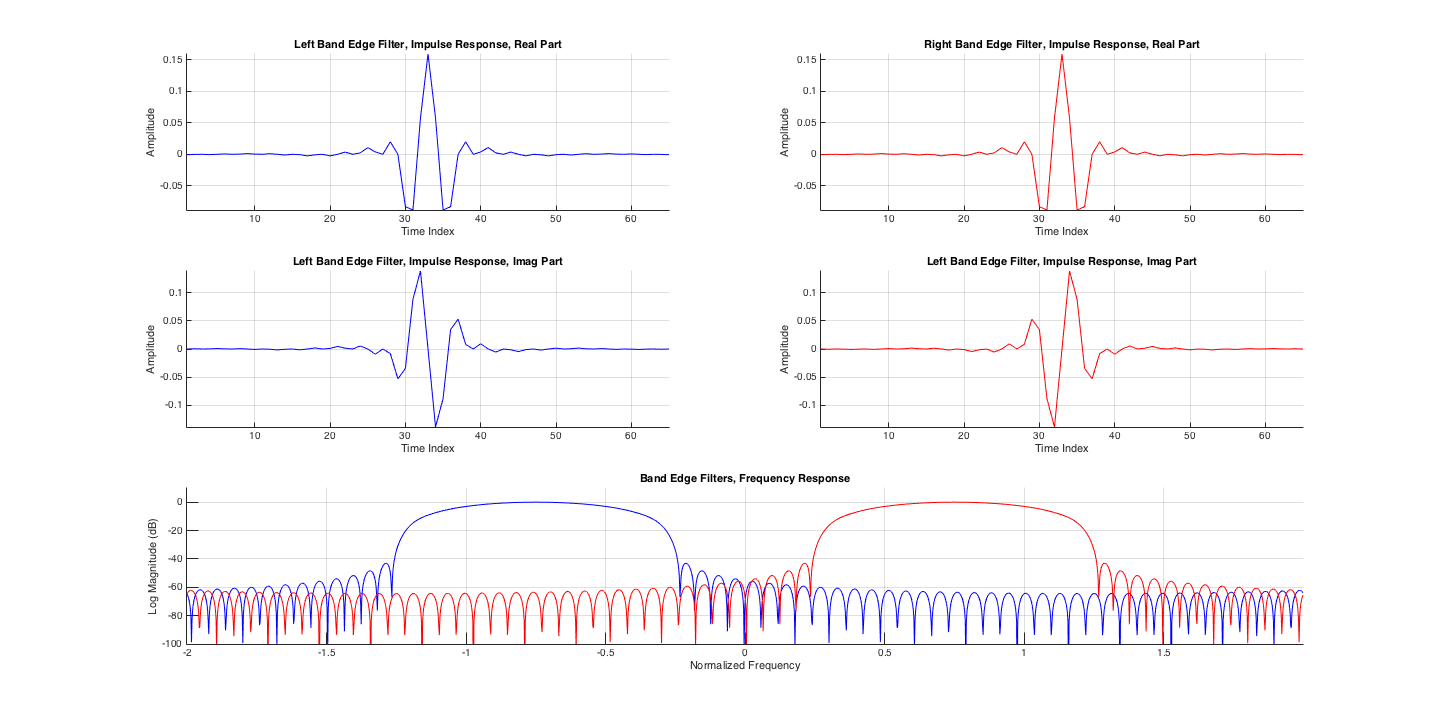 Left Band Edge Filter, Impulse Response, Real Part
Amplitude
0.15
0.1
0.05
0
-0.05
10 20 30 40 50 60
Time Index
Right Band Edge Filter, Impulse Response, Real Part
Amplitude
0.15
0.1
0.05
0
-0.05
10 20 30 40 50 60
Time Index
Left Band Edge Filter, Impulse Response, Imag Part
Amplitude
0.1
0.05
0
-0.05
-0.1
10 20 30 40 50 60
Time Index
Left Band Edge Filter, Impulse Response, Imag Part
Amplitude
0.1
0.05
0
-0.05
-0.1
10 20 30 40 50 60
Time Index
Band Edge Filters, Frequency Response
Log Magnitude (dB)
0
-20
-40
-60
-80
-100
-2 -1.5 -1 -0.5 0 0.5 1 1.5
Normalized Frequency